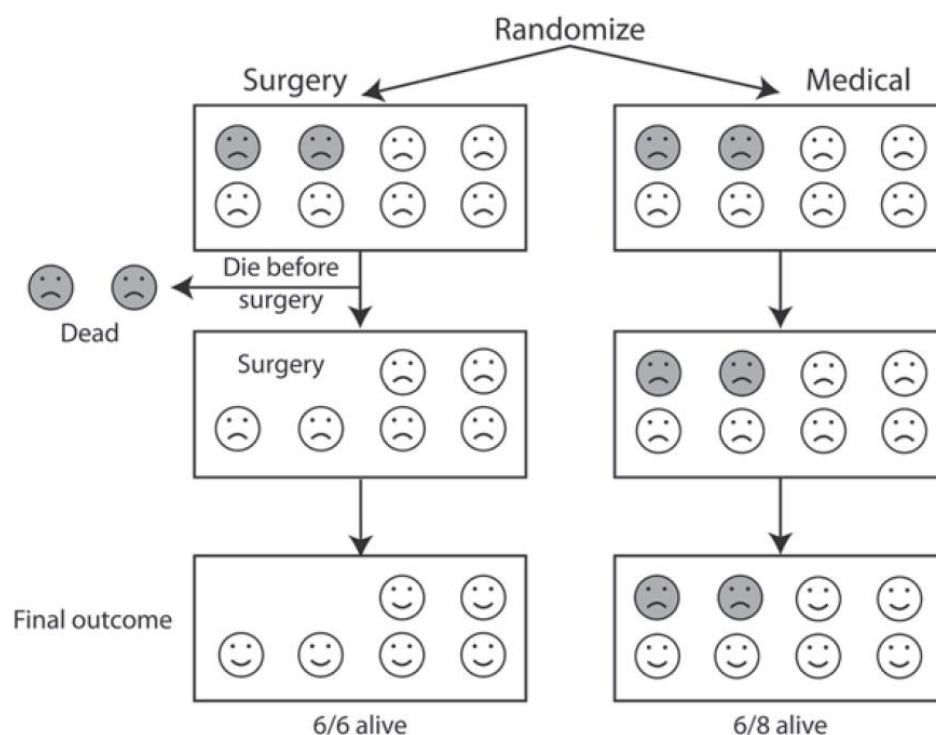 Randomize
Surgery
Medical
Die before
surgery
Dead
Surgery
Final outcome
6/6 alive
6/8 alive